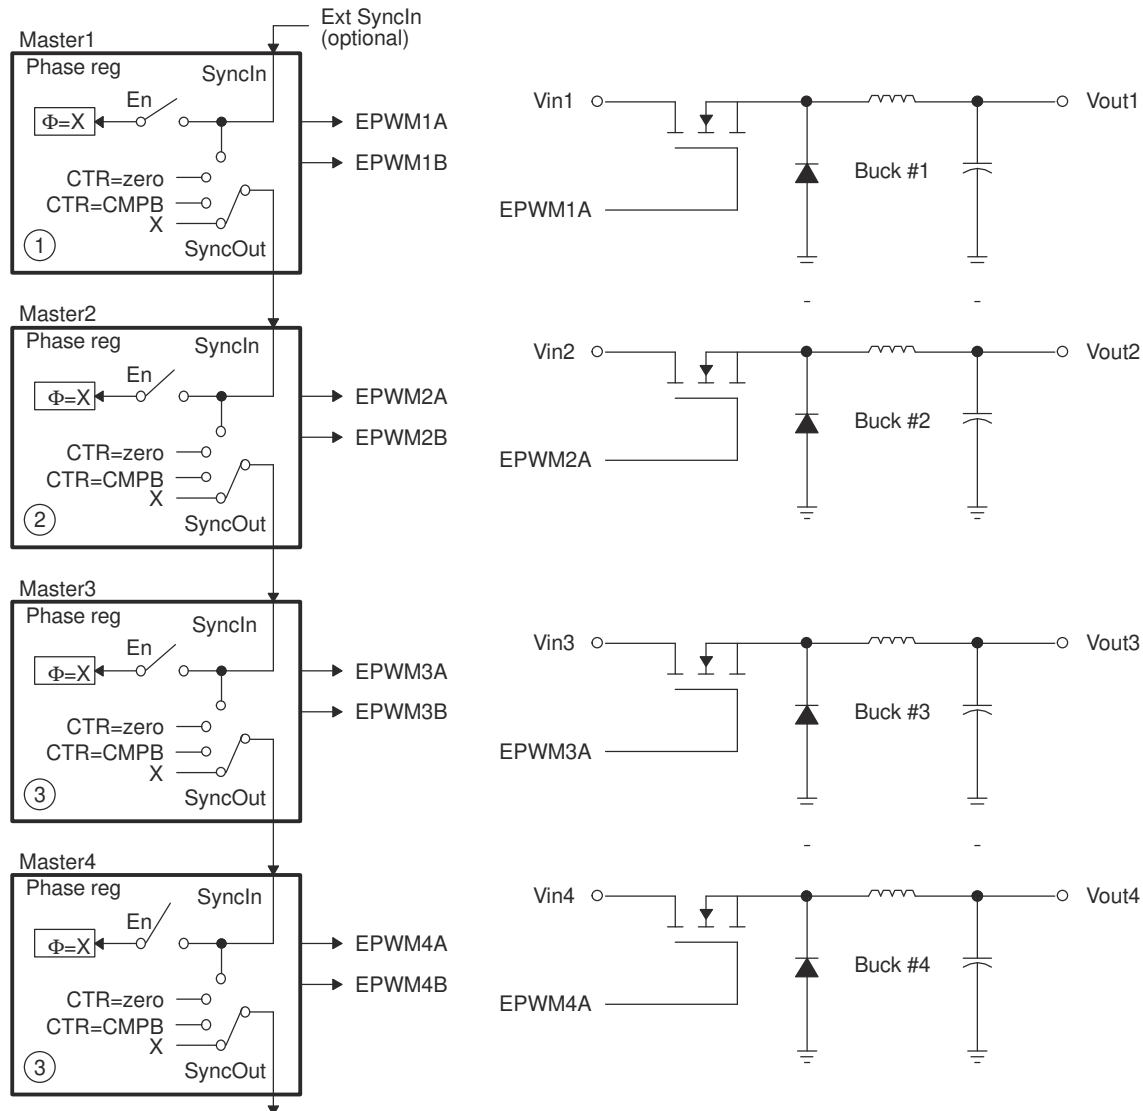 Ext SyncIn
(optional)
Master1
Phase reg
SyncIn
En
Φ=X
EPWM1A
EPWM1B
CTR=zero
CTR=CMPB
X
SyncOut
1
Vin1
Vout1
Buck #1
EPWM1A
Master2
Phase reg
SyncIn
En
Φ=X
EPWM2A
EPWM2B
CTR=zero
CTR=CMPB
X
SyncOut
2
Vin2
Vout2
Buck #2
EPWM2A
Master3
Phase reg
SyncIn
En
Φ=X
EPWM3A
EPWM3B
CTR=zero
CTR=CMPB
X
SyncOut
3
Vin3
Vout3
Buck #3
EPWM3A
Master4
Phase reg
SyncIn
En
Φ=X
EPWM4A
EPWM4B
CTR=zero
CTR=CMPB
X
SyncOut
3
Vin4
Vout4
Buck #4
EPWM4A